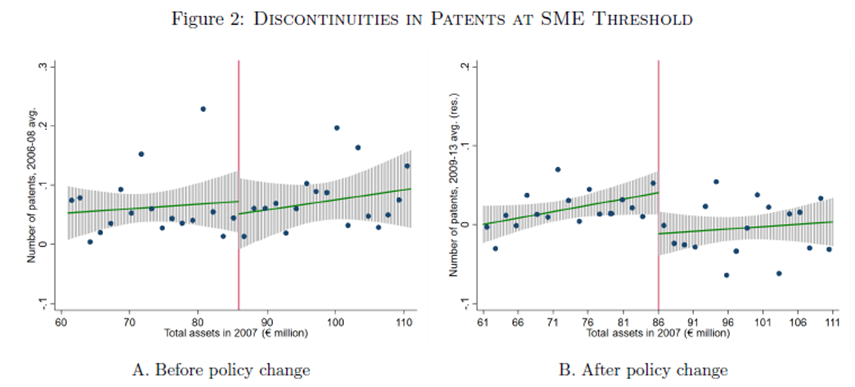 Figure 2: DISCONTINUITIES IN PATENTS AT SME THRESHOLD
Number of patents, 2006-08 avg.
.3
.2
.1
0
-.1
60 70 80 90 100 110
Total assets in 2007 (€ million)
A. Before policy change
Number of patents, 2009-13 avg. (res.)
.2
.1
0
-.1
61 66 71 76 81 86 91 96 101 106 111
Total assets in 2007 (€ million)
B. After policy change